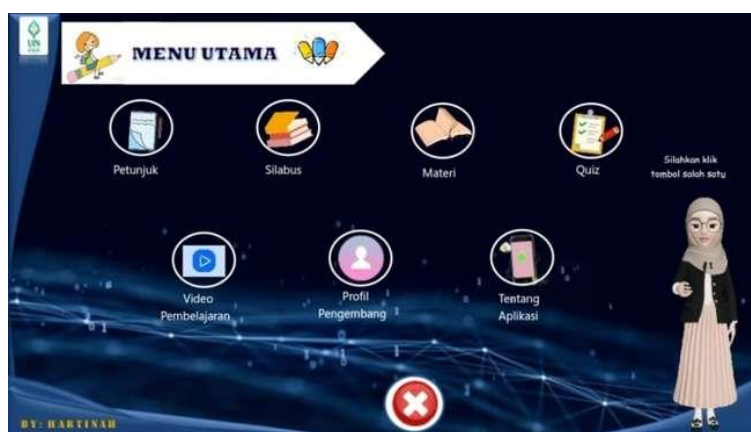 UIN
MENU UTAMA
Petunjuk
Silabus
Materi
Quiz
Silahkan klik
tombol salah satu
Video
Pembelajaran
Profil
Pengembang
Tentang
Aplikasi
BY: HARTINAH